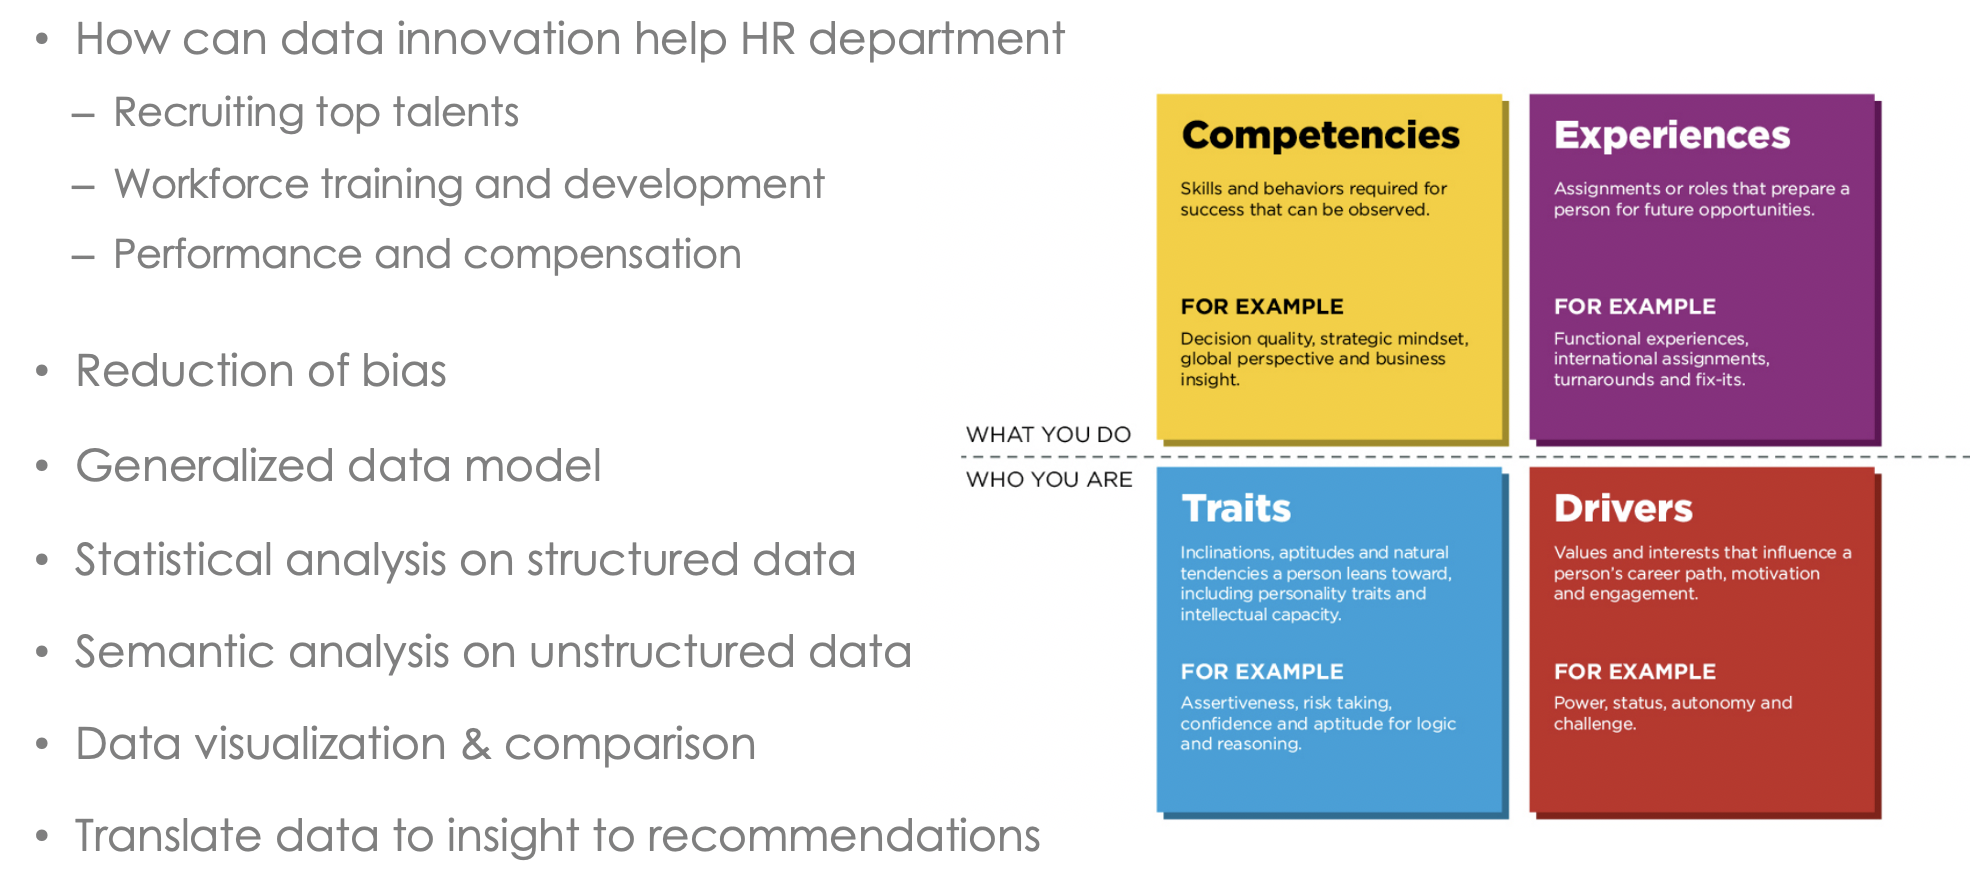 • How can data innovation help HR department
– Recruiting top talents
– Workforce training and development
– Performance and compensation
• Reduction of bias
• Generalized data model
• Statistical analysis on structured data
• Semantic analysis on unstructured data
• Data visualization & comparison
• Translate data to insight to recommendations
WHAT YOU DO
WHO YOU ARE
Competencies
Skills and behaviors required for
success that can be observed.
FOR EXAMPLE
Decision quality, strategic mindset,
global perspective and business
insight.
Experiences
Assignments or roles that prepare a
person for future opportunities.
FOR EXAMPLE
Functional experiences,
international assignments,
turnarounds and fix-its.
Traits
Inclinations, aptitudes and natural
tendencies a person leans toward,
including personality traits and
intellectual capacity.
FOR EXAMPLE
Assertiveness, risk taking,
confidence and aptitude for logic
and reasoning.
Drivers
Values and interests that influence a
person’s career path, motivation
and engagement.
FOR EXAMPLE
Power, status, autonomy and
challenge.